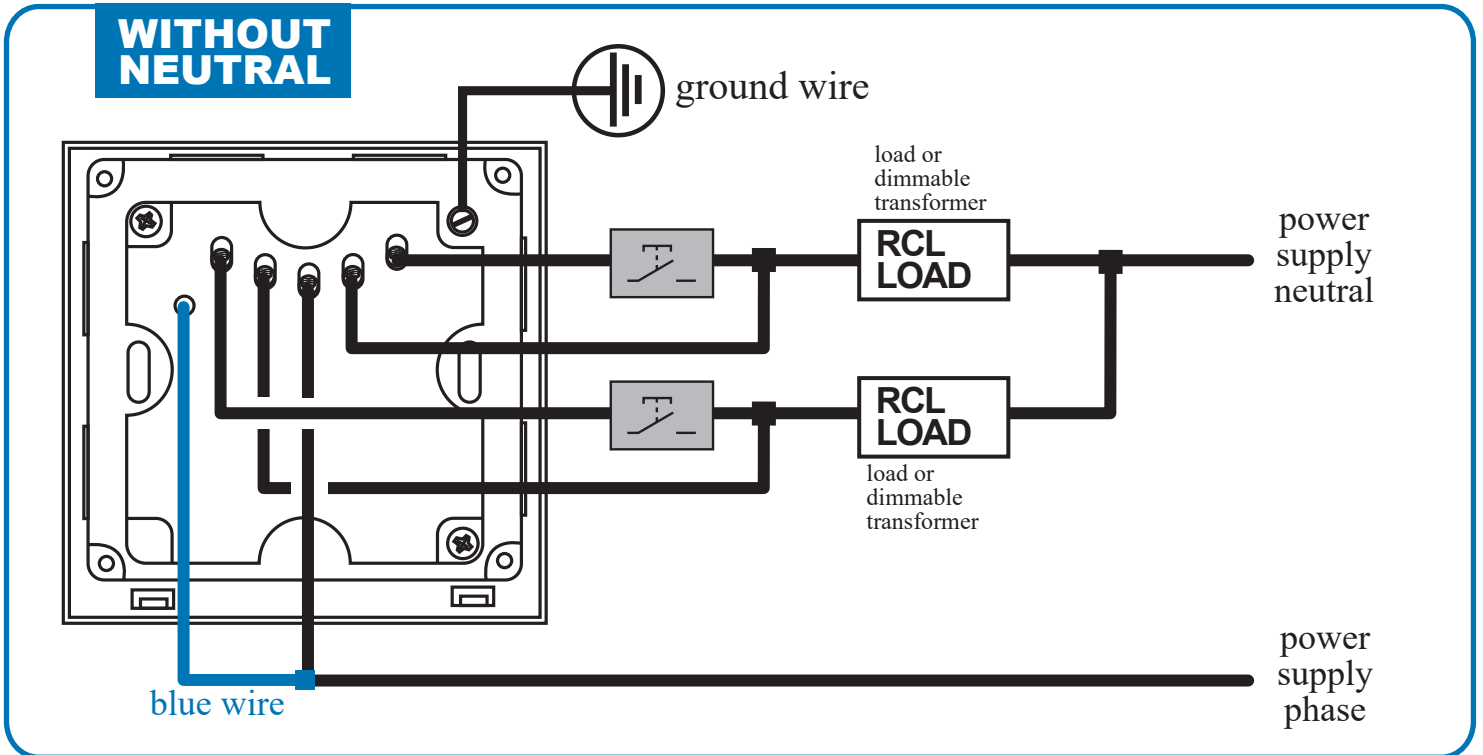 WITHOUT
NEUTRAL
ground wire
load or
dimmable
transformer
RCL
LOAD
power
supply
neutral
RCL
LOAD
load or
dimmable
transformer
power
supply
phase
blue wire